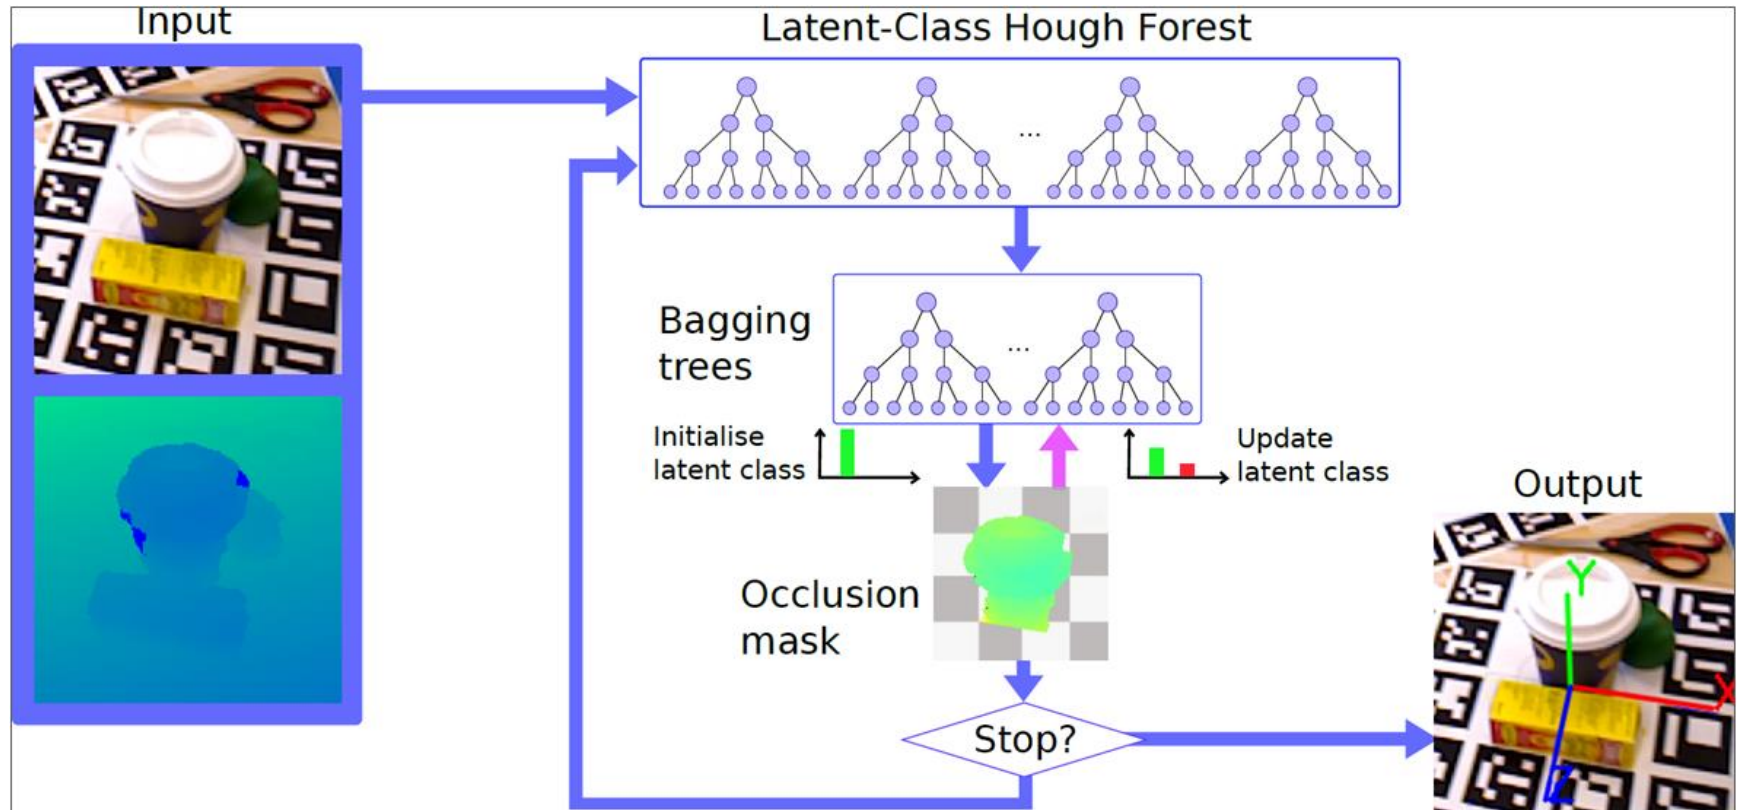 Input
Latent-Class Hough Forest
...
Bagging
trees
...
Initialise
latent class
Update
latent class
Occlusion
mask
Stop?
Output
Y
X
Z